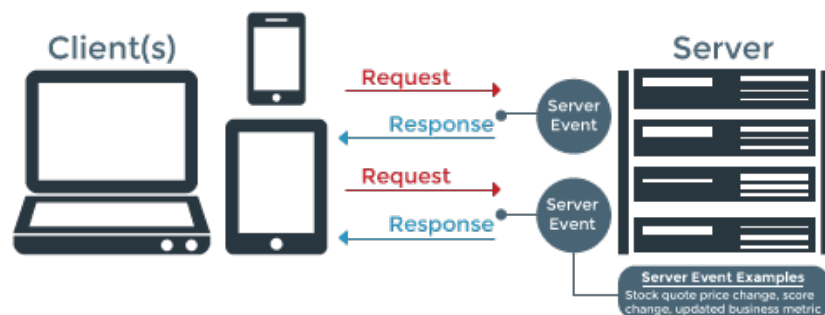 Client(s)
Server
Request
Server
Event
Response
Request
Server
Event
Response
Server Event Examples
Stock quote price change, score
change, updated business metric